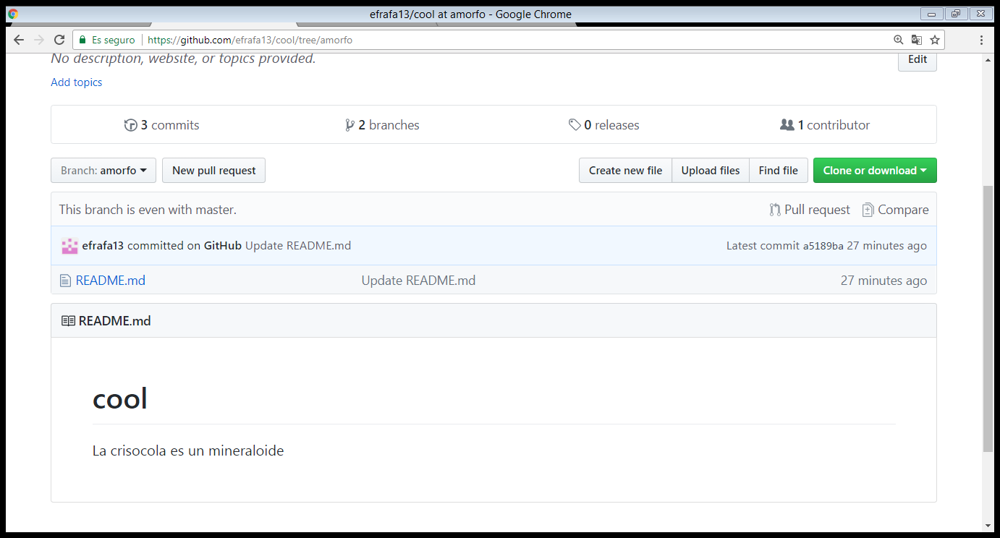 efrafa13/cool at amorfo - Google Chrome
Es seguro https://github.com/efrafa13/cool/tree/amorfo
No description, website, or topics provided. Edit
Add topics
3 commits 2 branches 0 releases 1 contributor
Branch: amorfo New pull request Create new file Upload files Find file Clone or download
This branch is even with master. Pull request Compare
efrafa13 committed on GitHub Update README.md Latest commit a5189ba 27 minutes ago
README.md Update README.md 27 minutes ago
README.md
cool
La crisocola es un mineraloide